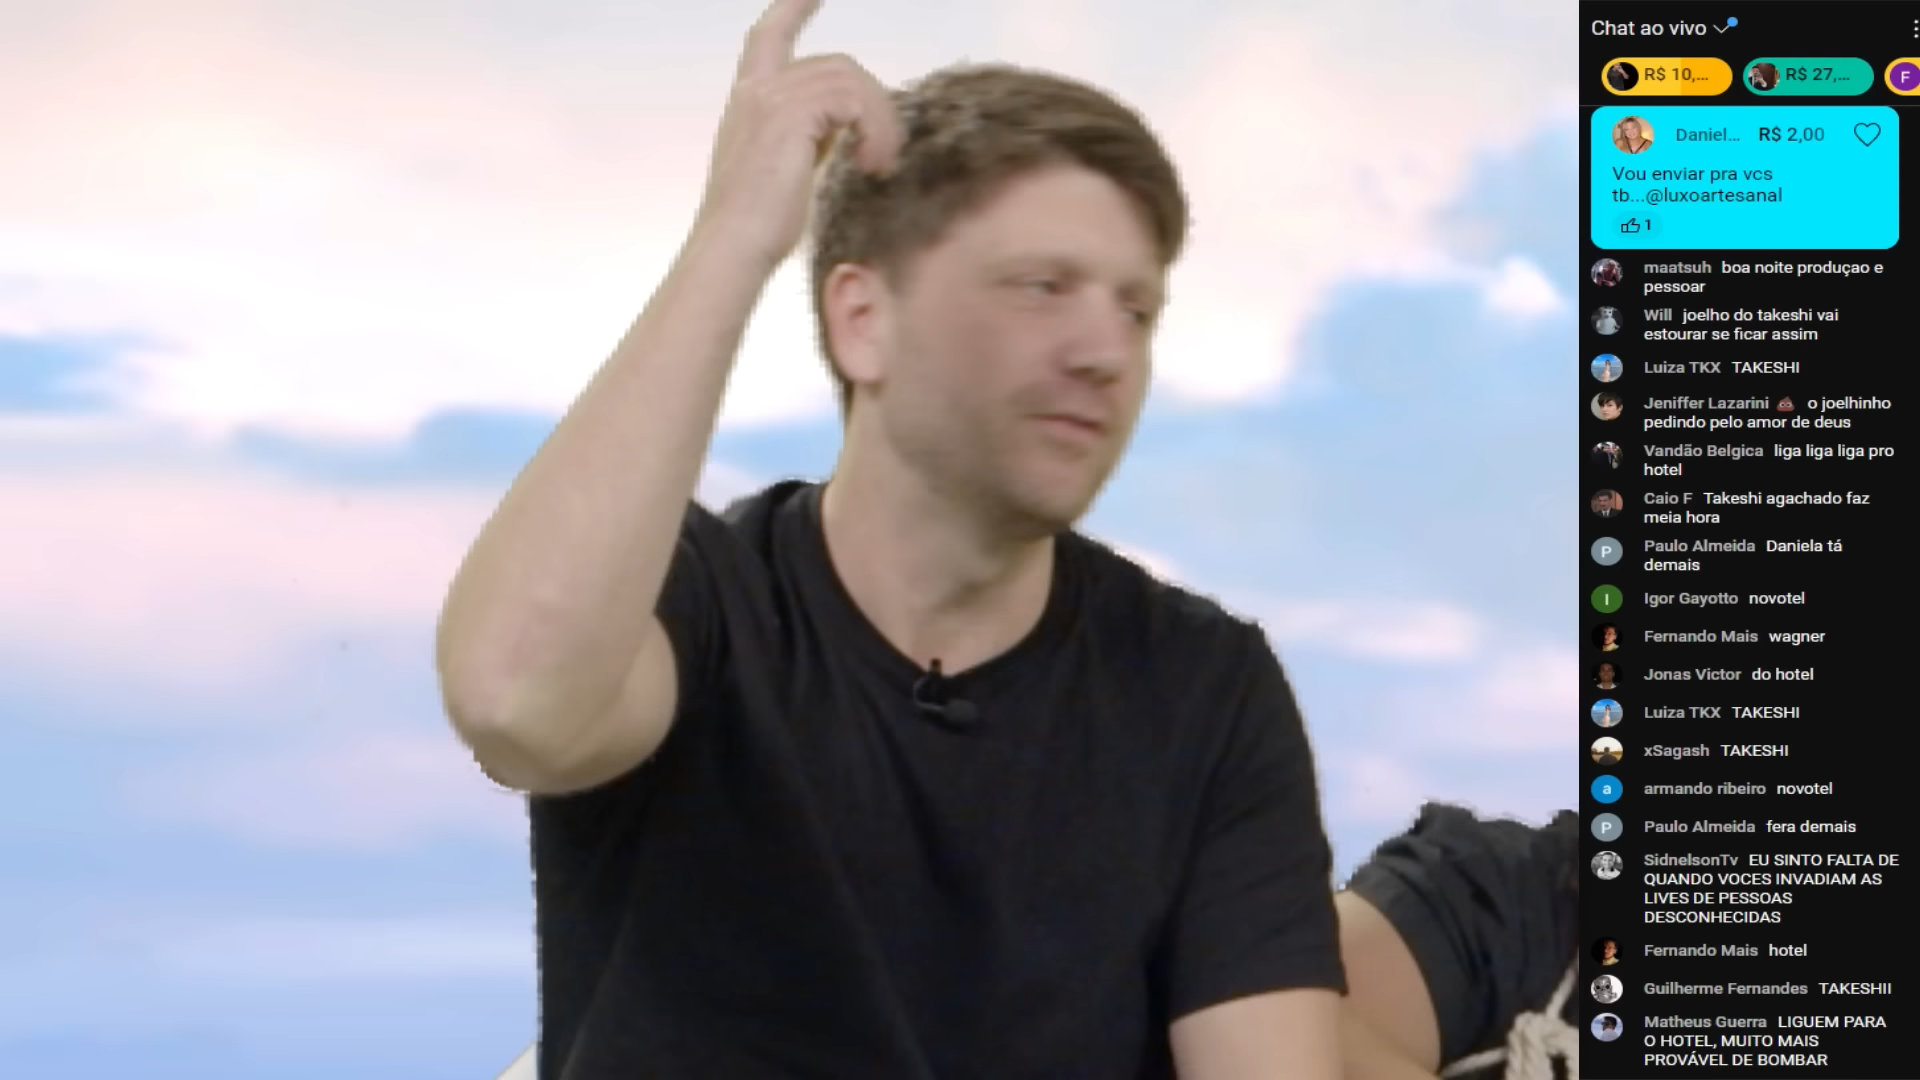 Chat ao vivo
R$ 10,...
R$ 27,...
F
Daniel... R$ 2,00
Vou enviar pra vcs
tb...@luxoartesanal
1
maatsuh boa noite produçao e
pessoar
Will joelho do takeshi vai
estourar se ficar assim
Luiza TKX TAKESHI
Jeniffer Lazarini 💩 o joelhinho
pedindo pelo amor de deus
Vandão Belgica liga liga liga pro
hotel
Caio F Takeshi agachado faz
meia hora
P Paulo Almeida Daniela tá
demais
I Igor Gayotto novotel
Fernando Mais wagner
Jonas Victor do hotel
Luiza TKX TAKESHI
xSagash TAKESHI
a armando ribeiro novotel
P Paulo Almeida fera demais
SidnelsonTv EU SINTO FALTA DE
QUANDO VOCES INVADIAM AS
LIVES DE PESSOAS
DESCONHECIDAS
Fernando Mais hotel
Guilherme Fernandes TAKESHII
Matheus Guerra LIGUEM PARA
O HOTEL, MUITO MAIS
PROVÁVEL DE BOMBAR